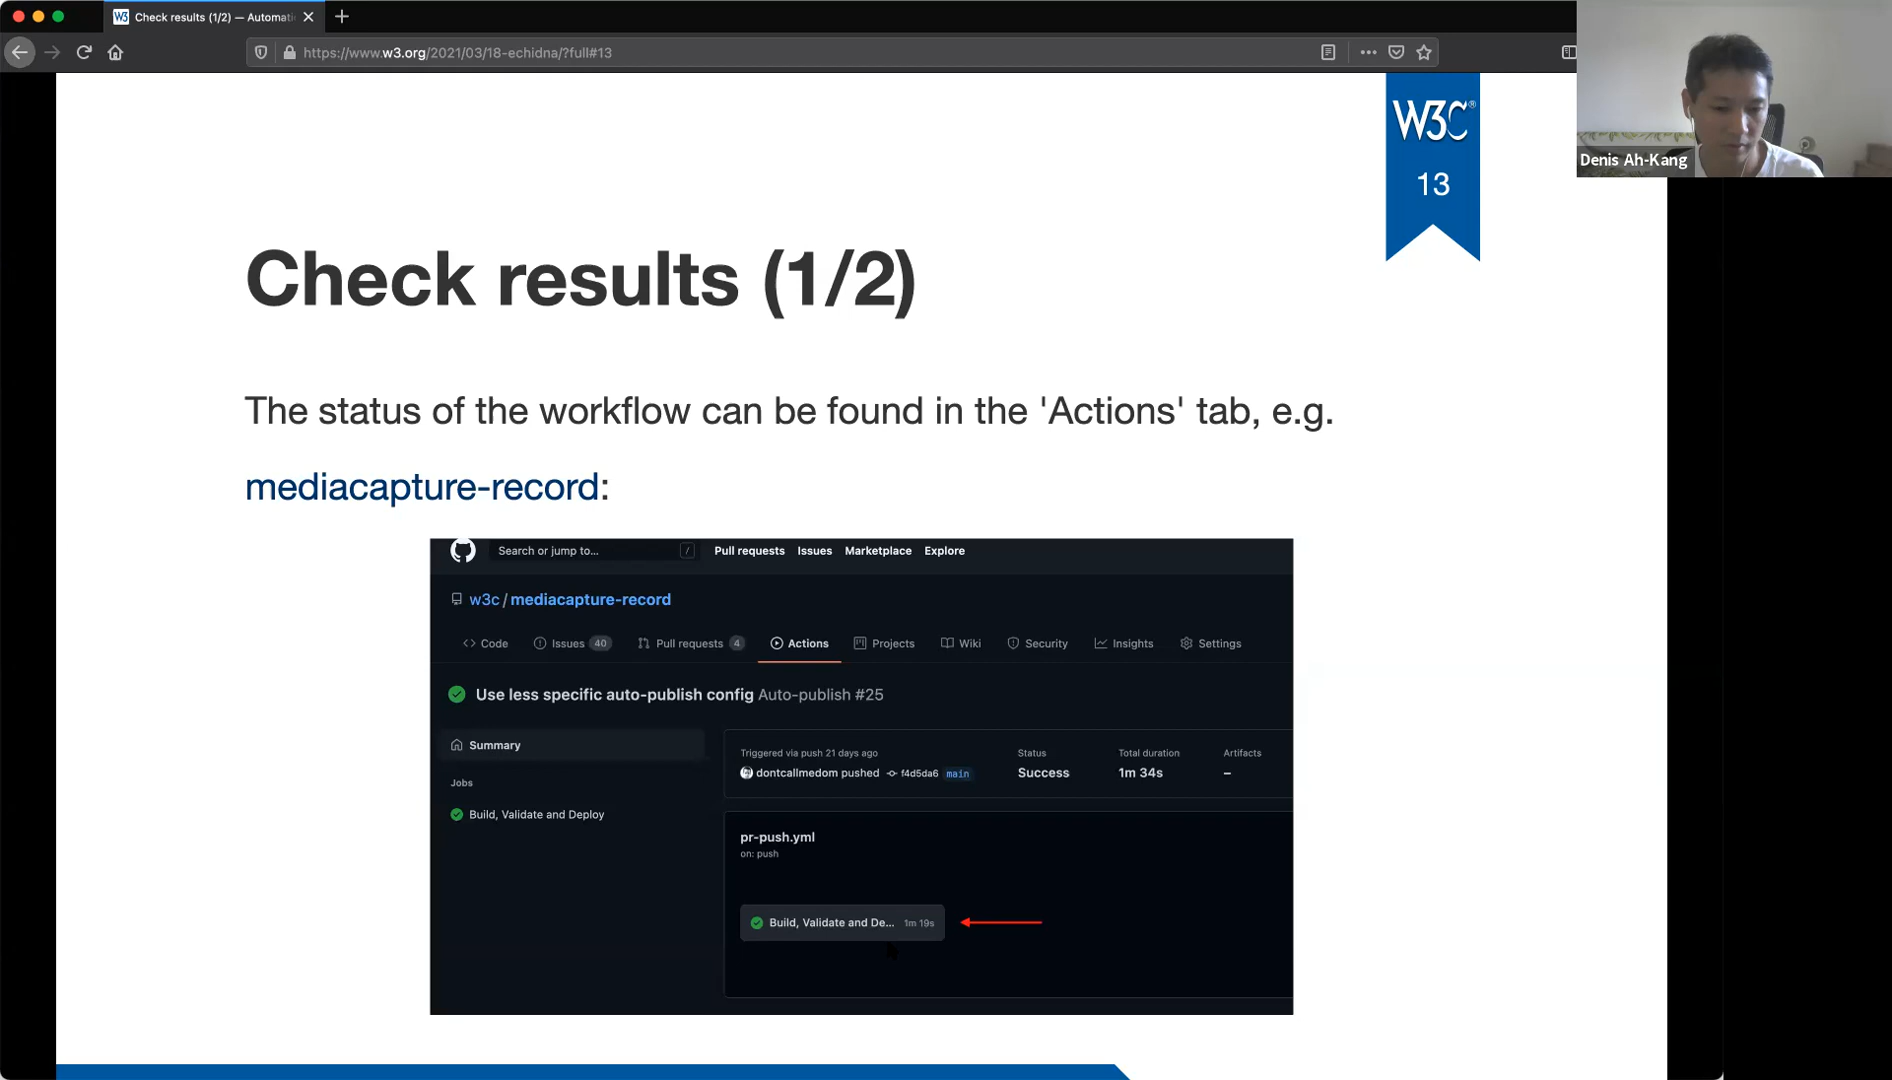 Check results (1/2) — Automati
https://www.w3.org/2021/03/18-echidna/?full#13
W3C®
13
Denis Ah-Kang
Check results (1/2)
The status of the workflow can be found in the 'Actions' tab, e.g.
mediacapture-record:
Search or jump to... / Pull requests Issues Marketplace Explore
w3c / mediacapture-record
<> Code Issues 40 Pull requests 4 Actions Projects Wiki Security Insights Settings
Use less specific auto-publish config Auto-publish #25
Summary
Jobs
Build, Validate and Deploy
Triggered via push 21 days ago Status Total duration Artifacts
dontcallmedom pushed f4d5da6 main Success 1m 34s –
pr-push.yml
on: push
Build, Validate and De... 1m 19s